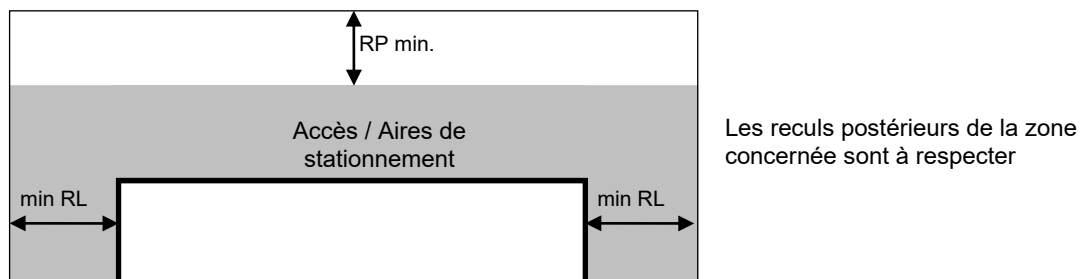 RP min.
Accès / Aires de
stationnement
Les reculs postérieurs de la zone
concernée sont à respecter
min RL
min RL